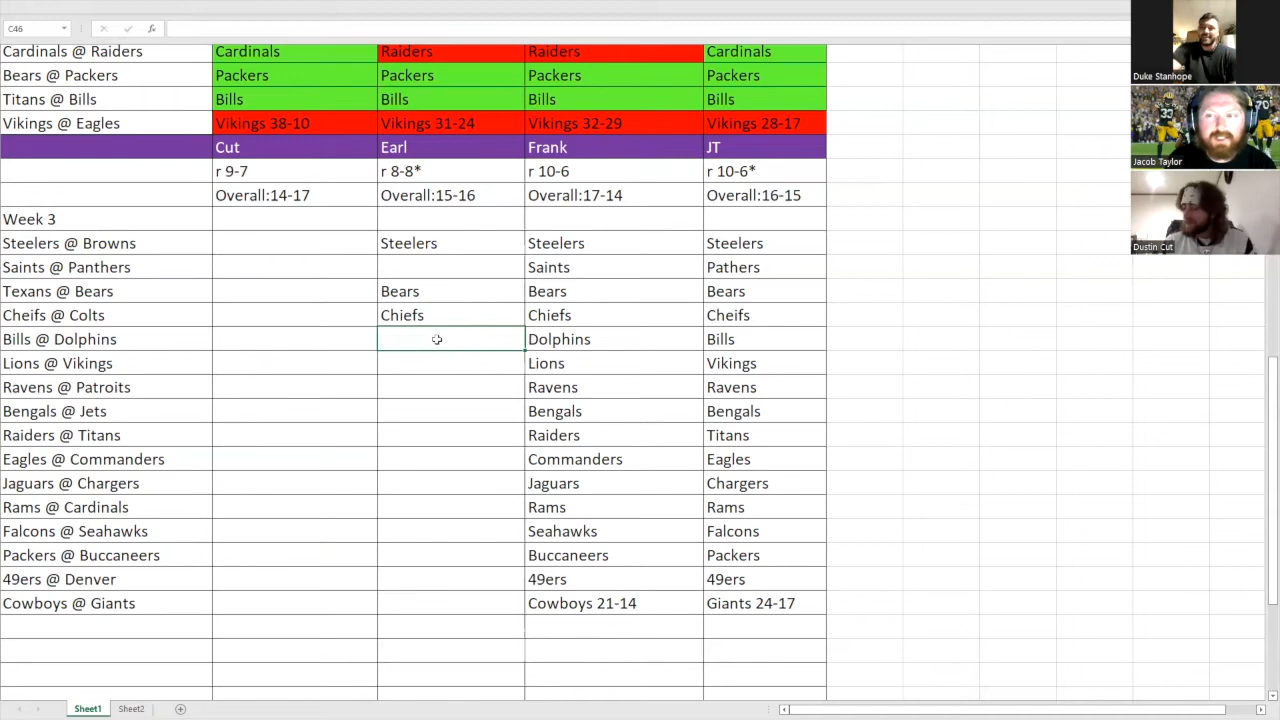 C46
fx
Cardinals @ Raiders Cardinals Raiders Raiders Cardinals
Bears @ Packers Packers Packers Packers Packers
Titans @ Bills Bills Bills Bills Bills
Vikings @ Eagles Vikings 38-10 Vikings 31-24 Vikings 32-29 Vikings 28-17
Cut Earl Frank JT
r 9-7 r 8-8* r 10-6 r 10-6*
Overall:14-17 Overall:15-16 Overall:17-14 Overall:16-15
Week 3
Steelers @ Browns Steelers Steelers Steelers
Saints @ Panthers Saints Pathers
Texans @ Bears Bears Bears Bears
Cheifs @ Colts Chiefs Chiefs Cheifs
Bills @ Dolphins Dolphins Bills
Lions @ Vikings Lions Vikings
Ravens @ Patroits Ravens Ravens
Bengals @ Jets Bengals Bengals
Raiders @ Titans Raiders Titans
Eagles @ Commanders Commanders Eagles
Jaguars @ Chargers Jaguars Chargers
Rams @ Cardinals Rams Rams
Falcons @ Seahawks Seahawks Falcons
Packers @ Buccaneers Buccaneers Packers
49ers @ Denver 49ers 49ers
Cowboys @ Giants Cowboys 21-14 Giants 24-17
Sheet1 Sheet2
Duke Stanhope
33 70
Jacob Taylor
Dustin Cut